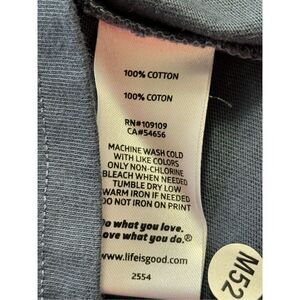 100% COTTON
100% COTON
RN#109109
CA#54656
MACHINE WASH COLD
WITH LIKE COLORS
ONLY NON-CHLORINE
BLEACH WHEN NEEDED
TUMBLE DRY LOW
WARM IRON IF NEEDED
DO NOT IRON ON PRINT
Do what you love.
Love what you do.®
www.lifeisgood.com
2554
M52